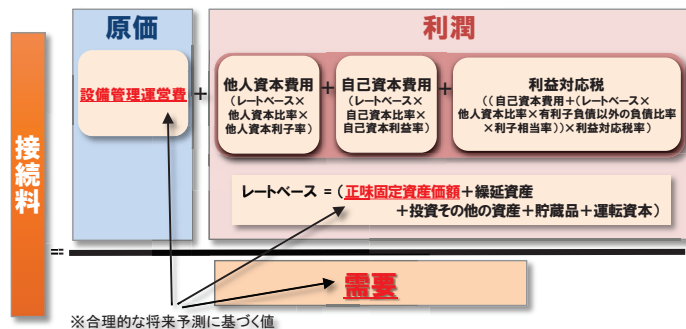 原価
利潤
接続料
=
設備管理運営費
+
他人資本費用
(レートベース×
他人資本比率×
他人資本利子率)
+
自己資本費用
(レートベース×
自己資本比率×
自己資本利益率)
+
利益対応税
((自己資本費用+(レートベース×
他人資本比率×有利子負債以外の負債比率
×利子相当率))×利益対応税率)
レートベース =(正味固定資産価額+繰延資産
+投資その他の資産+貯蔵品+運転資本)
需要
※合理的な将来予測に基づく値